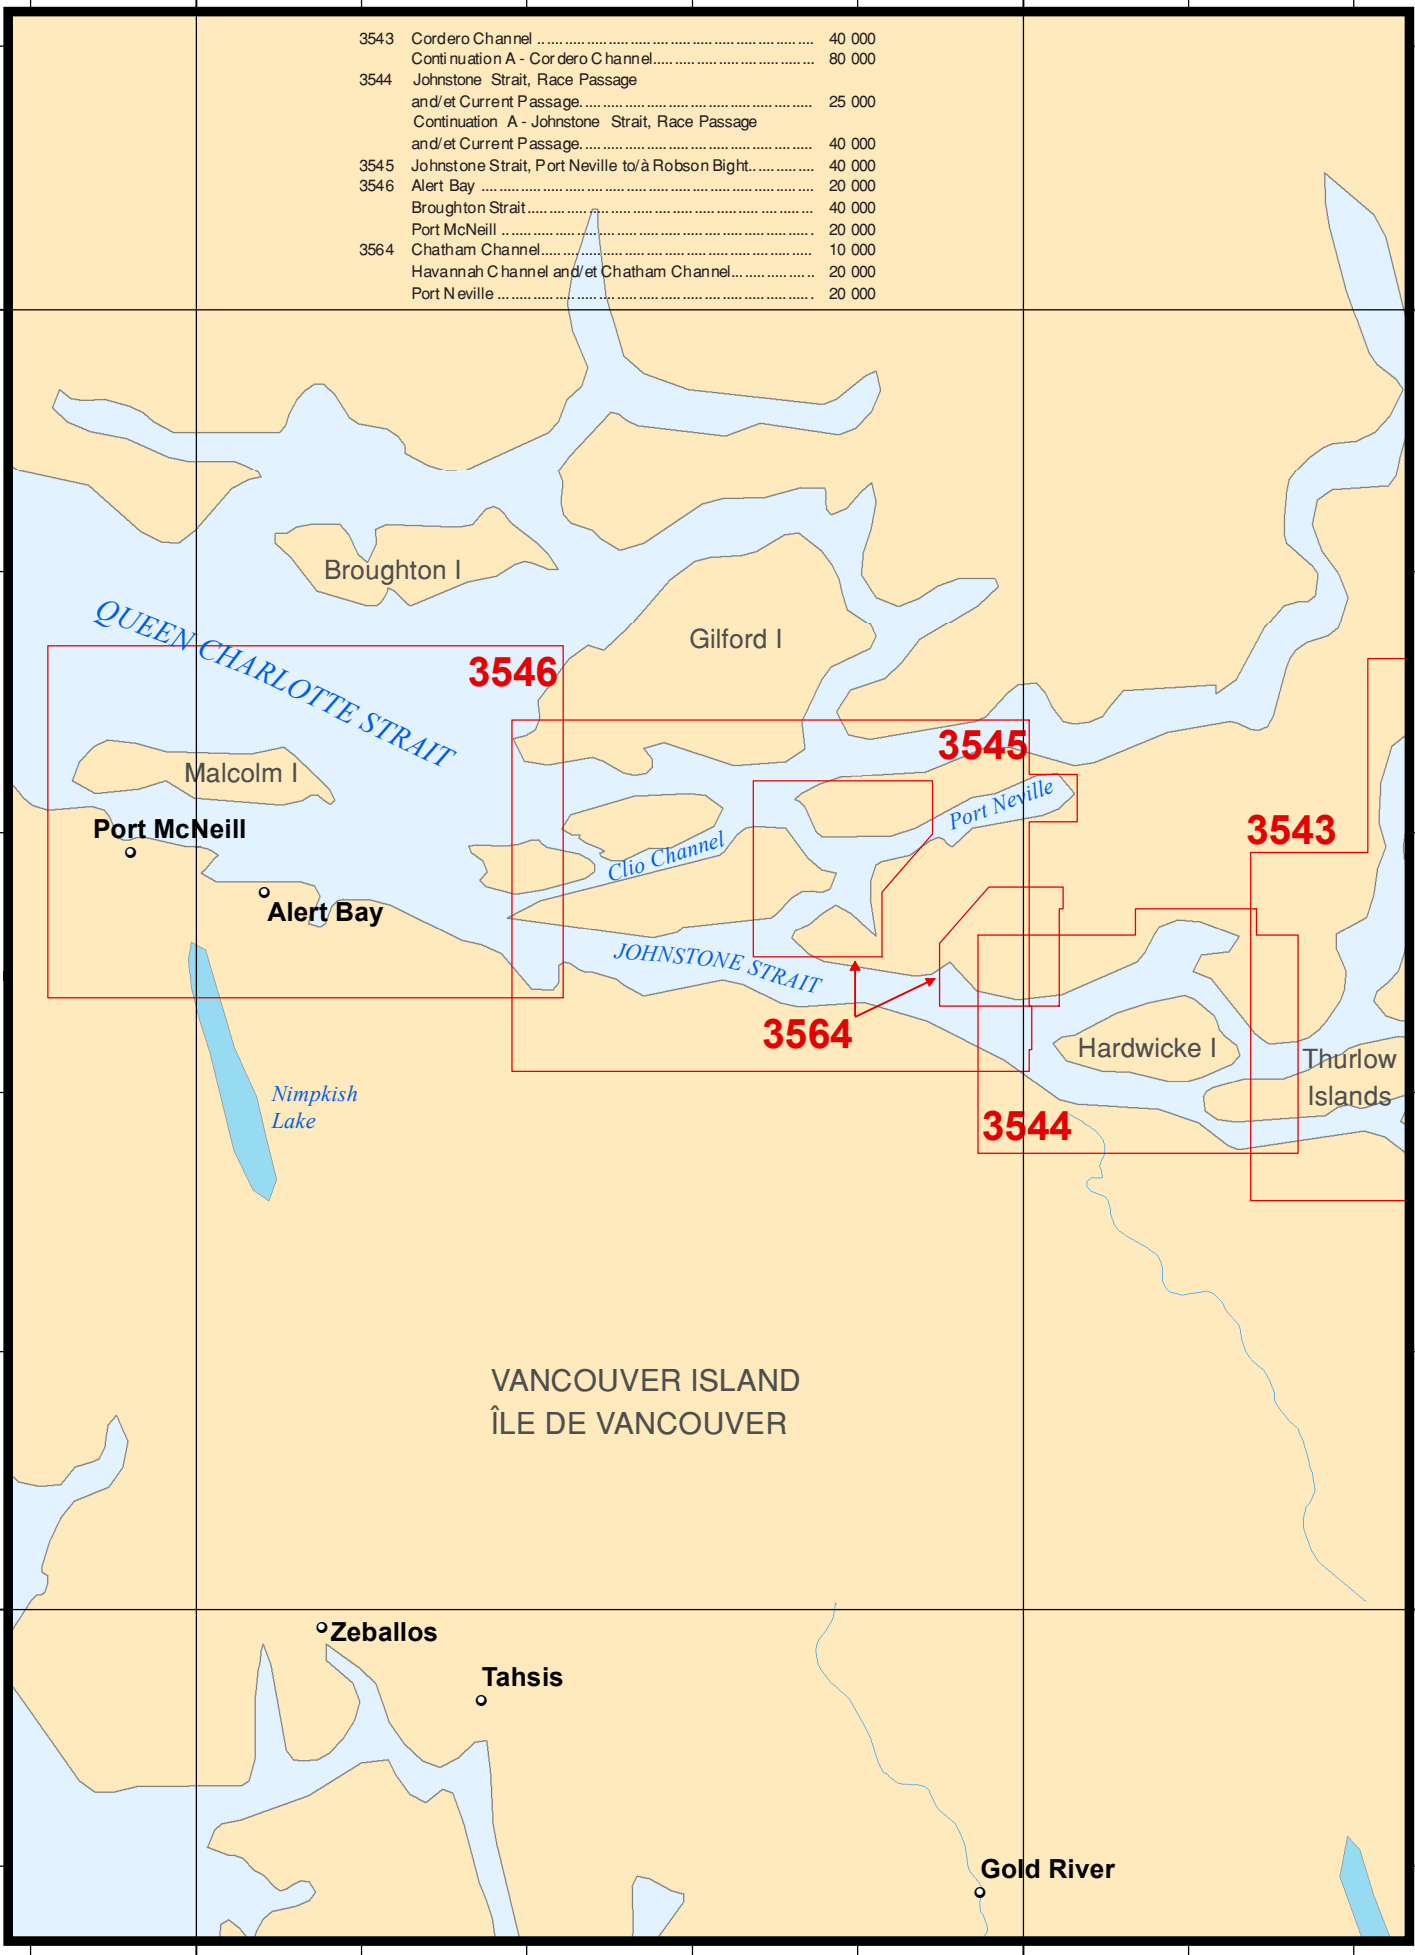 3543 Cordero Channel ........................................................ 40 000
Continuation A - Cordero Channel.................................. 80 000
3544 Johnstone Strait, Race Passage
and/et Current Passage................................................. 25 000
Continuation A - Johnstone Strait, Race Passage
and/et Current Passage................................................. 40 000
3545 Johnstone Strait, Port Neville to/à Robson Bight.............. 40 000
3546 Alert Bay .................................................................... 20 000
Broughton Strait............................................................ 40 000
Port McNeill ................................................................. 20 000
3564 Chatham Channel......................................................... 10 000
Havannah Channel and/et Chatham Channel.................. 20 000
Port Neville .................................................................. 20 000
Broughton I
QUEEN CHARLOTTE STRAIT
Gilford I
3546
3545
Malcolm I
Port Neville
Port McNeill
3543
Clio Channel
Alert Bay
JOHNSTONE STRAIT
3564
Hardwicke I
Thurlow
Islands
Nimpkish
Lake
3544
VANCOUVER ISLAND
ÎLE DE VANCOUVER
Zeballos
Tahsis
Gold River